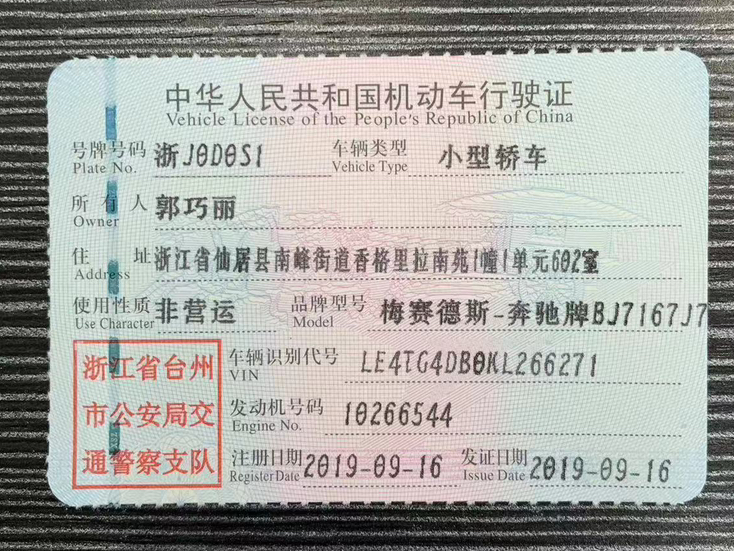 中华人民共和国机动车行驶证
Vehicle License of the People's Republic of China
号牌号码 浙J0D0S1 车辆类型 小型轿车
Plate No. Vehicle Type
所有人 郭巧丽
Owner
住址 浙江省仙居县南峰街道香格里拉南苑1幢1单元602室
Address
使用性质 非营运 品牌型号 梅赛德斯-奔驰牌BJ7167J7
Use Character Model
浙江省台州
市公安局交
通警察支队
车辆识别代号 LE4TG4DB0KL266271
VIN
发动机号码 10266544
Engine No.
注册日期 2019-09-16 发证日期 2019-09-16
Register Date Issue Date